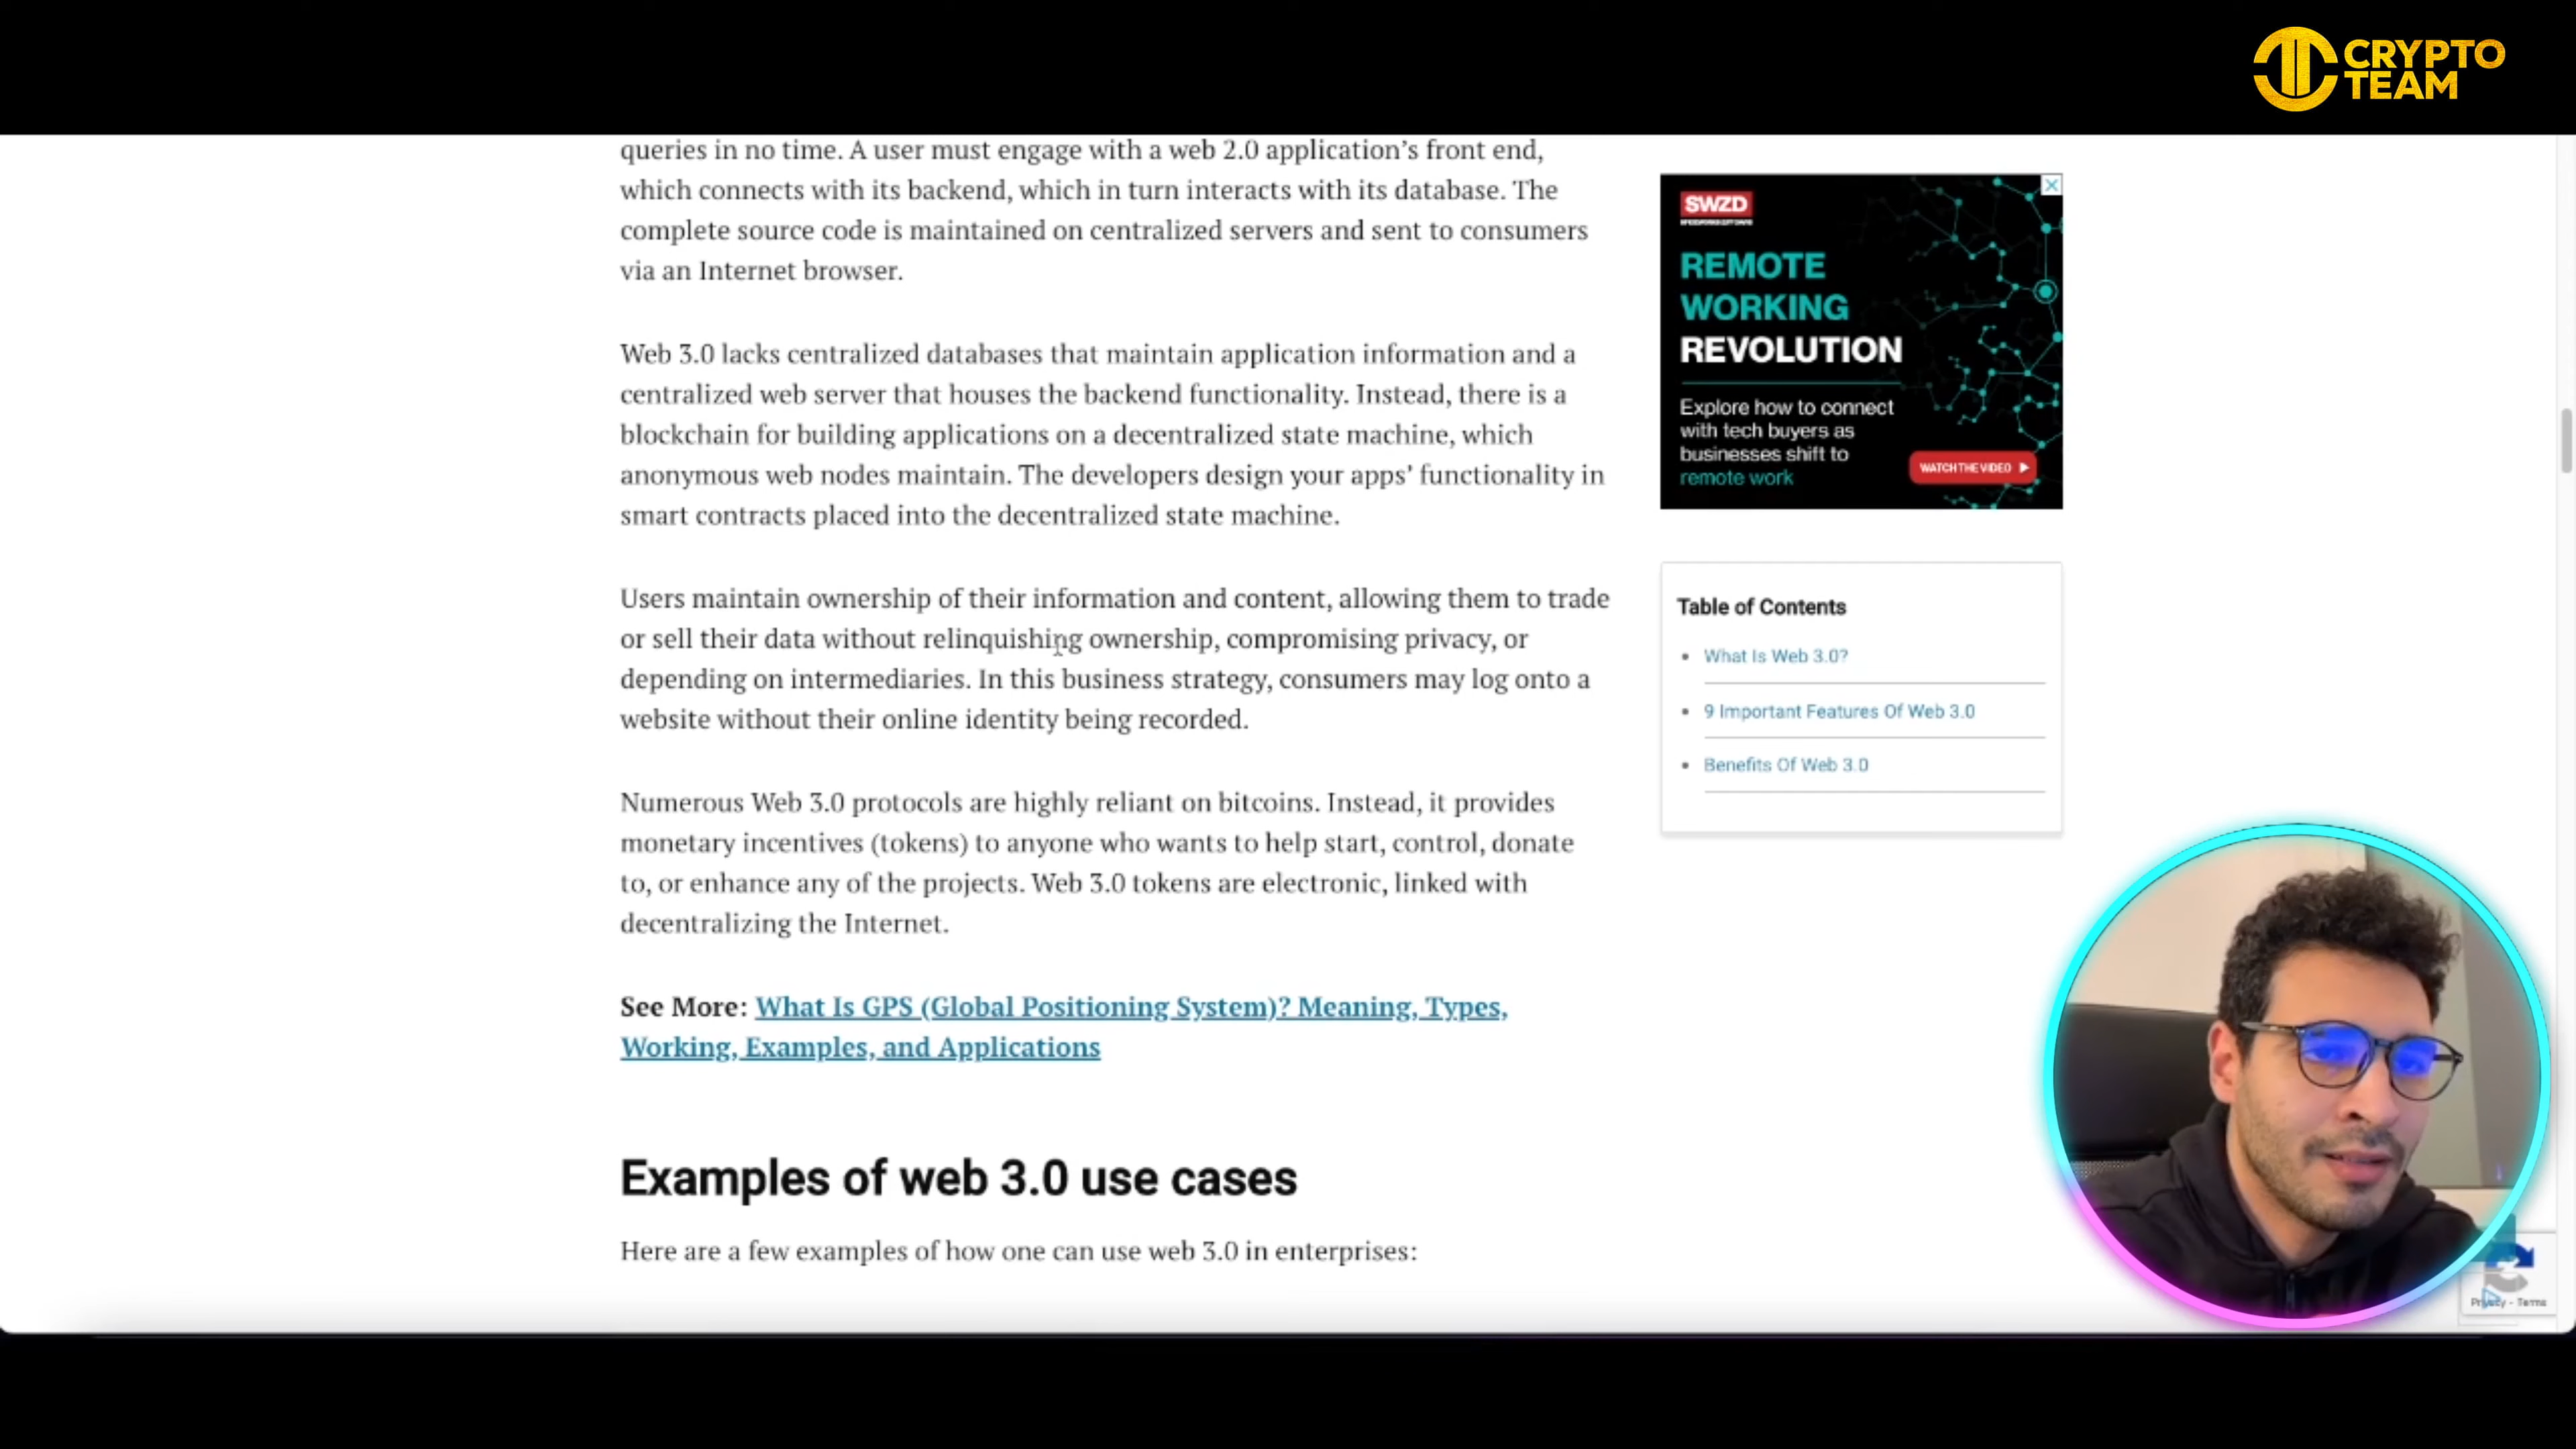 CRYPTO
TEAM
queries in no time. A user must engage with a web 2.0 application’s front end,
which connects with its backend, which in turn interacts with its database. The
complete source code is maintained on centralized servers and sent to consumers
via an Internet browser.
Web 3.0 lacks centralized databases that maintain application information and a
centralized web server that houses the backend functionality. Instead, there is a
blockchain for building applications on a decentralized state machine, which
anonymous web nodes maintain. The developers design your apps’ functionality in
smart contracts placed into the decentralized state machine.
Users maintain ownership of their information and content, allowing them to trade
or sell their data without relinquishing ownership, compromising privacy, or
depending on intermediaries. In this business strategy, consumers may log onto a
website without their online identity being recorded.
Numerous Web 3.0 protocols are highly reliant on bitcoins. Instead, it provides
monetary incentives (tokens) to anyone who wants to help start, control, donate
to, or enhance any of the projects. Web 3.0 tokens are electronic, linked with
decentralizing the Internet.
See More: What Is GPS (Global Positioning System)? Meaning, Types,
Working, Examples, and Applications
Examples of web 3.0 use cases
Here are a few examples of how one can use web 3.0 in enterprises:
SWZD
REMOTE
WORKING
REVOLUTION
Explore how to connect
with tech buyers as
businesses shift to
remote work
WATCH THE VIDEO
Table of Contents
What Is Web 3.0?
9 Important Features Of Web 3.0
Benefits Of Web 3.0
Privacy - Terms